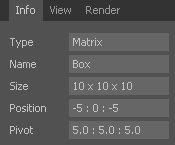 Info View Render
Type Matrix
Name Box
Size 10 x 10 x 10
Position -5 : 0 : -5
Pivot 5.0 : 5.0 : 5.0